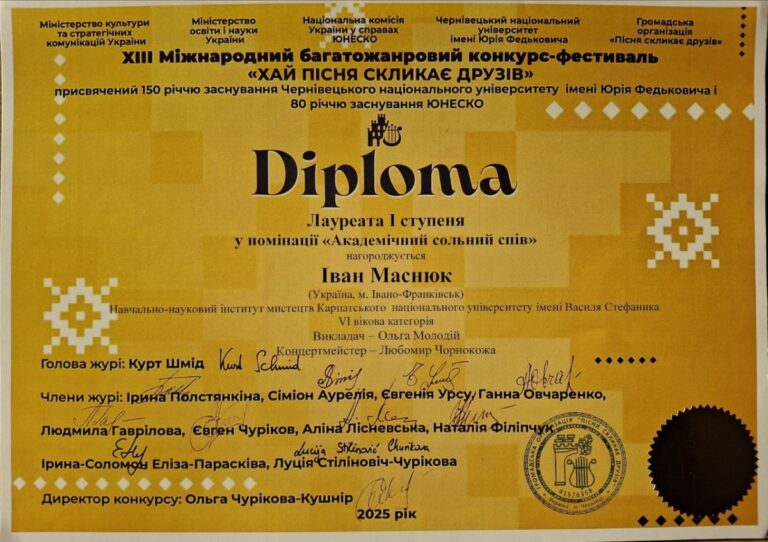 Міністерство культури
та стратегічних
комунікацій України
Міністерство
освіти і науки
України
Національна комісія
України у справах
ЮНЕСКО
Чернівецький національний
університет
імені Юрія Федьковича
Громадська
організація
«Пісня скликає друзів»
XIII Міжнародний багатожанровий конкурс-фестиваль
«ХАЙ ПІСНЯ СКЛИКАЄ ДРУЗІВ»
присвячений 150 річчю заснування Чернівецького національного університету імені Юрія Федьковича і
80 річчю заснування ЮНЕСКО
Diploma
Лауреата I ступеня
у номінації «Академічний сольний спів»
нагороджується
Іван Маснюк
(Україна, м. Івано-Франківськ)
Навчально-науковий інститут мистецтв Карпатського національного університету імені Василя Стефаника
VI вікова категорія
Викладач – Ольга Молодій
Концертмейстер – Любомир Чорнокожа
Голова журі: Курт Шмід Kurt Schmid
Члени журі: Ірина Полстянкіна, Сіміон Аурелія, Євгенія Урсу, Ганна Овчаренко,
Людмила Гаврілова, Євген Чуріков, Аліна Лісневська, Наталія Філіпчук
Ірина-Соломон Еліза-Парасківа, Луція Стіліновіч-Чурікова
Директор конкурсу: Ольга Чурікова-Кушнір
2025 рік